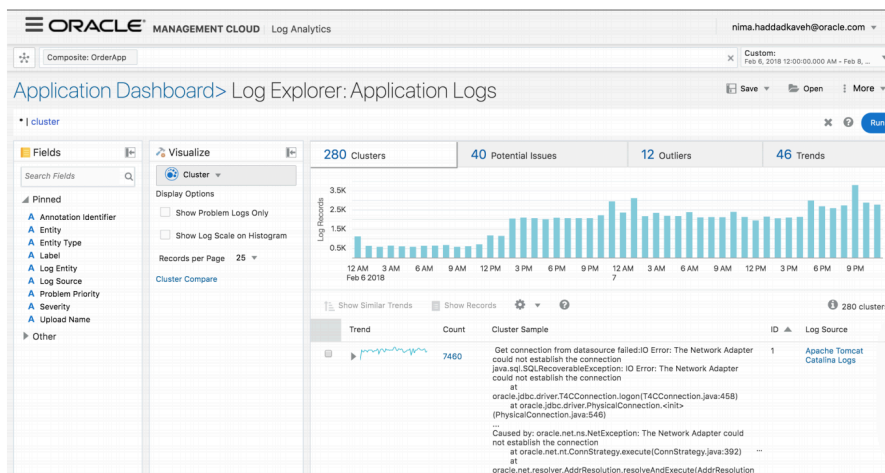 ORACLE® MANAGEMENT CLOUD | Log Analytics
nima.haddadkaveh@oracle.com
Composite: OrderApp
Custom:
Feb 6, 2018 12:00:00.000 AM - Feb 8, ...
Application Dashboard> Log Explorer: Application Logs
Save
Open
More
* | cluster
Run
Fields
Search Fields
Pinned
Annotation Identifier
Entity
Entity Type
Label
Log Entity
Log Source
Problem Priority
Severity
Upload Name
Other
Visualize
Cluster
Display Options
Show Problem Logs Only
Show Log Scale on Histogram
Records per Page 25
Cluster Compare
280 Clusters
40 Potential Issues
12 Outliers
46 Trends
Log Records
3.5K
2.5K
1.5K
0.5K
12 AM 3 AM 6 AM 9 AM 12 PM 3 PM 6 PM 9 PM 12 AM 3 AM 6 AM 9 AM 12 PM 3 PM 6 PM 9 PM
Feb 6 2018 7
Show Similar Trends
Show Records
280 cluster
Trend Count Cluster Sample ID Log Source
7460
Get connection from datasource failed:IO Error: The Network Adapter
could not establish the connection
java.sql.SQLRecoverableException: IO Error: The Network Adapter
could not establish the connection
at
oracle.jdbc.driver.T4CConnection.logon(T4CConnection.java:458)
at oracle.jdbc.driver.PhysicalConnection.<init>
(PhysicalConnection.java:546)
...
Caused by: oracle.net.ns.NetException: The Network Adapter could
not establish the connection
at oracle.net.nt.ConnStrategy.execute(ConnStrategy.java:392) ...
at
oracle.net.resolver.AddrResolution.resolveAndExecute(AddrResolution
1
Apache Tomcat
Catalina Logs